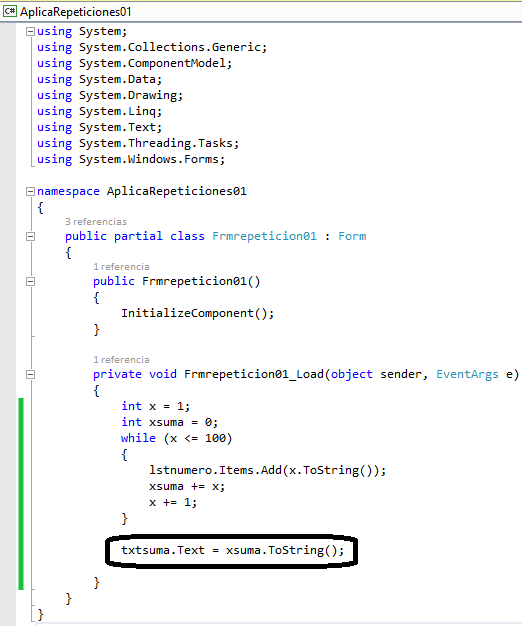 C# AplicaRepeticiones01
using System;
using System.Collections.Generic;
using System.ComponentModel;
using System.Data;
using System.Drawing;
using System.Linq;
using System.Text;
using System.Threading.Tasks;
using System.Windows.Forms;
namespace AplicaRepeticiones01
{
3 referencias
public partial class Frmrepeticion01 : Form
{
1 referencia
public Frmrepeticion01()
{
InitializeComponent();
}
1 referencia
private void Frmrepeticion01_Load(object sender, EventArgs e)
{
int x = 1;
int xsuma = 0;
while (x <= 100)
{
lstnumero.Items.Add(x.ToString());
xsuma += x;
x += 1;
}
txtsuma.Text = xsuma.ToString();
}
}
}